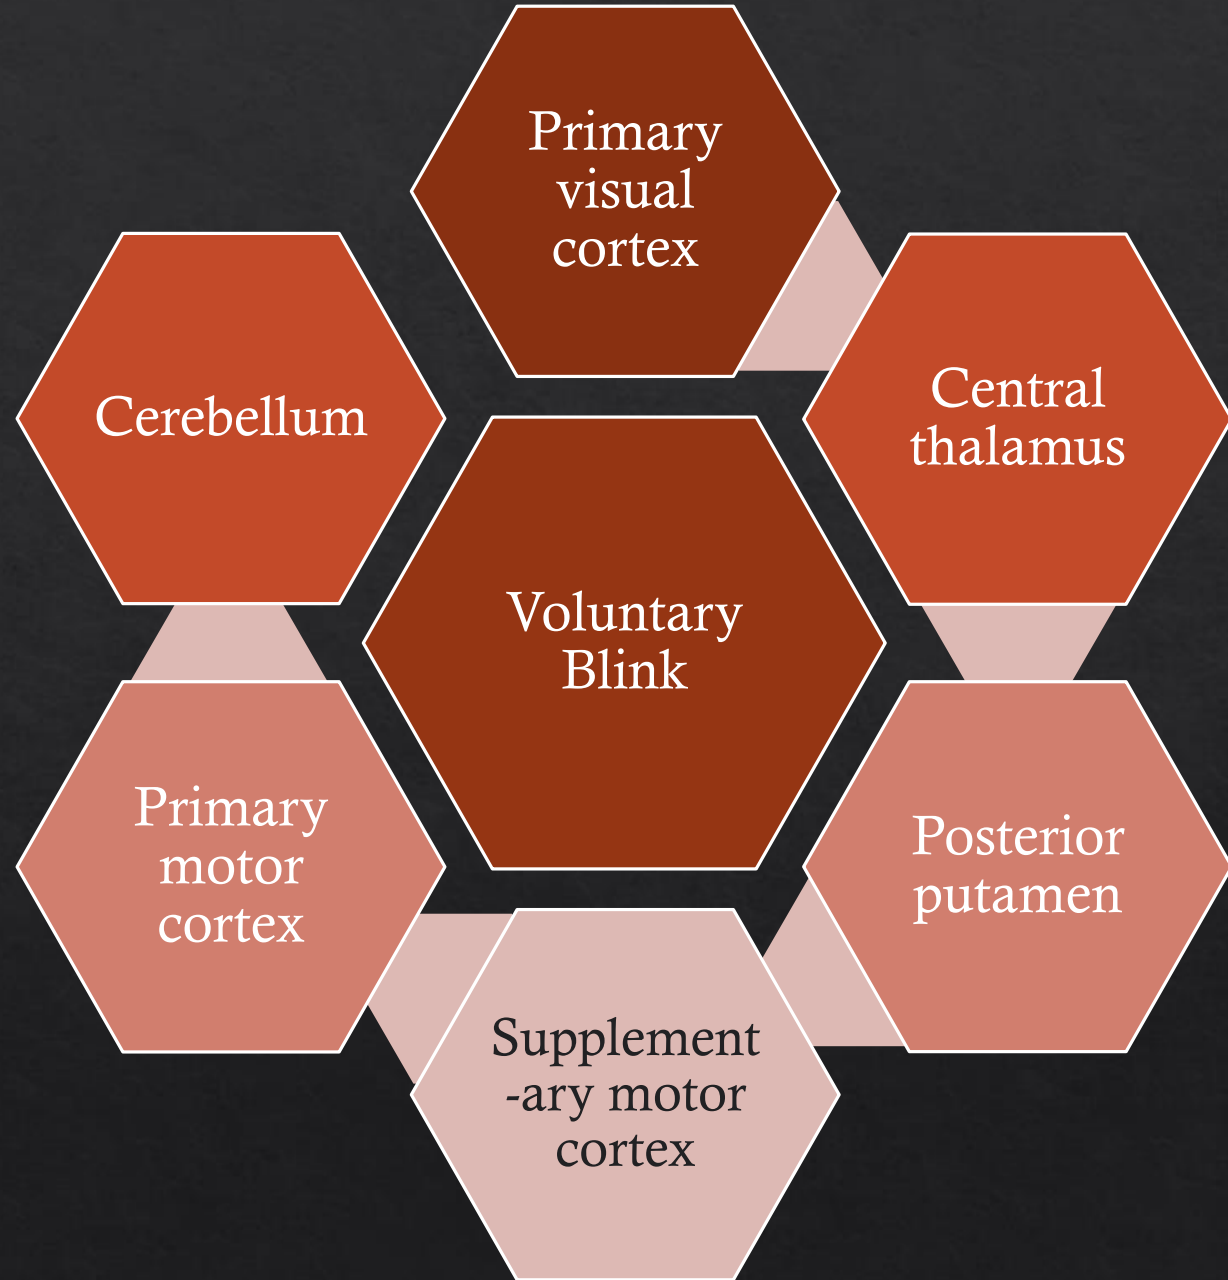 Primary
visual
cortex
Central
thalamus
Posterior
putamen
Supplement
-ary motor
cortex
Primary
motor
cortex
Cerebellum
Voluntary
Blink